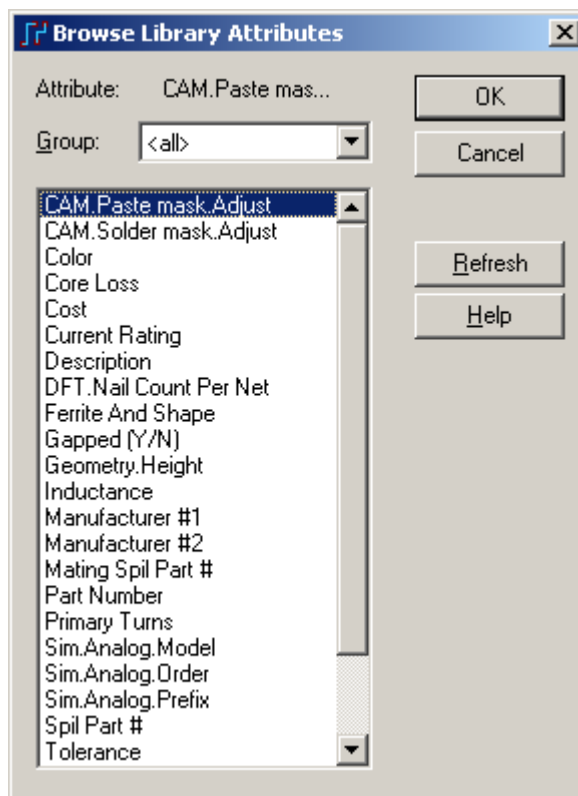 Browse Library Attributes
Attribute: CAM.Paste mas...
OK
Group: <all>
Cancel
CAM.Paste mask.Adjust
CAM.Solder mask.Adjust
Color
Refresh
Core Loss
Cost
Help
Current Rating
Description
DFT.Nail Count Per Net
Ferrite And Shape
Gapped (Y/N)
Geometry.Height
Inductance
Manufacturer #1
Manufacturer #2
Mating Spil Part #
Part Number
Primary Turns
Sim.Analog.Model
Sim.Analog.Order
Sim.Analog.Prefix
Spil Part #
Tolerance